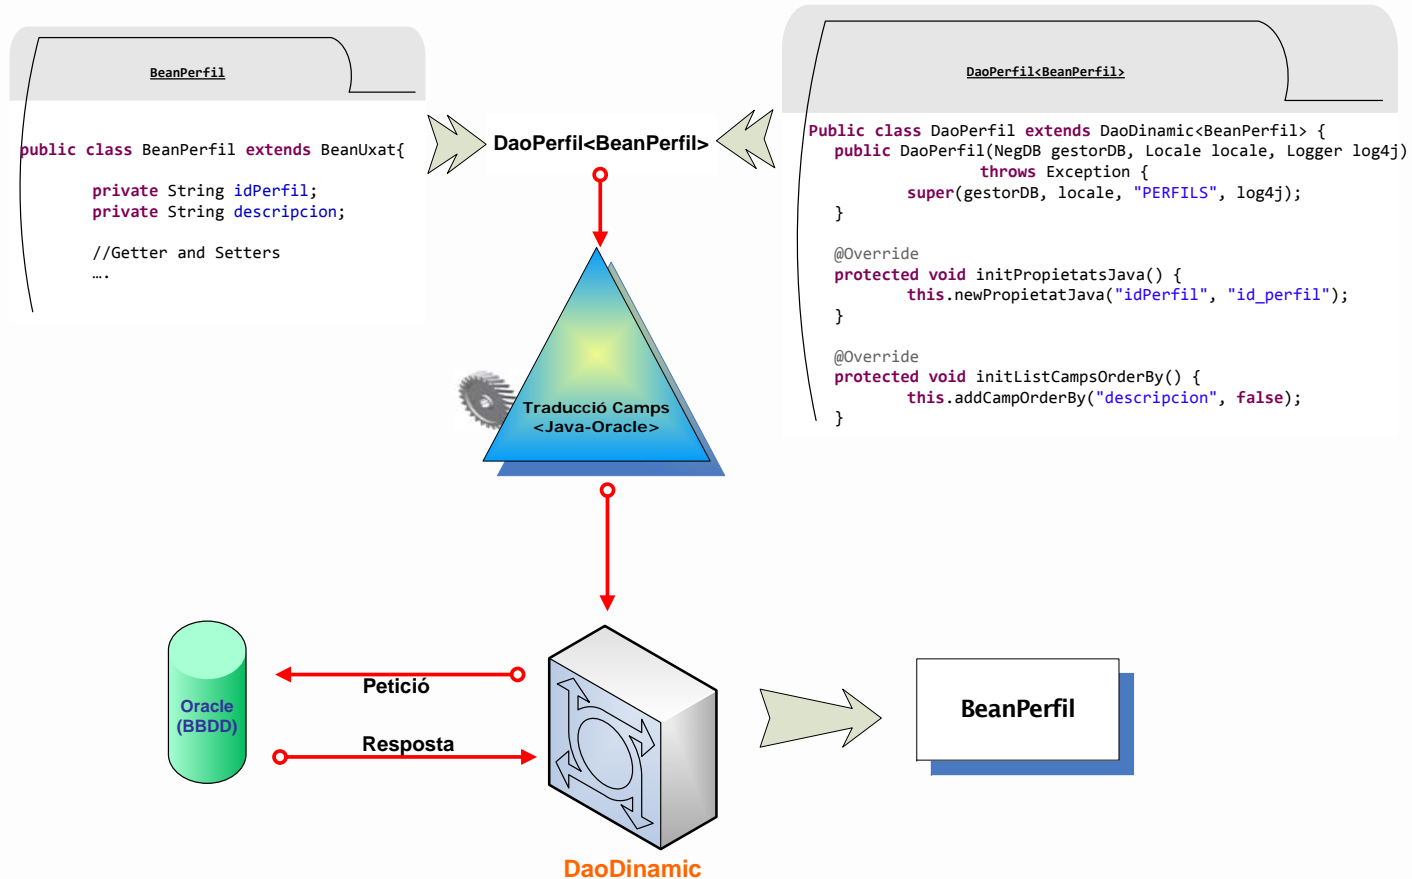 BeanPerfil
public class BeanPerfil extends BeanUxat{
private String idPerfil;
private String descripcion;
//Getter and Setters
….
DaoPerfil<BeanPerfil>
DaoPerfil<BeanPerfil>
Public class DaoPerfil extends DaoDinamic<BeanPerfil> {
public DaoPerfil(NegDB gestorDB, Locale locale, Logger log4j)
throws Exception {
super(gestorDB, locale, "PERFILS", log4j);
}
@Override
protected void initPropietatsJava() {
this.newPropietatJava("idPerfil", "id_perfil");
}
@Override
protected void initListCampsOrderBy() {
this.addCampOrderBy("descripcion", false);
}
Traducció Camps
<Java-Oracle>
Oracle
(BBDD)
Petició
Resposta
DaoDinamic
BeanPerfil